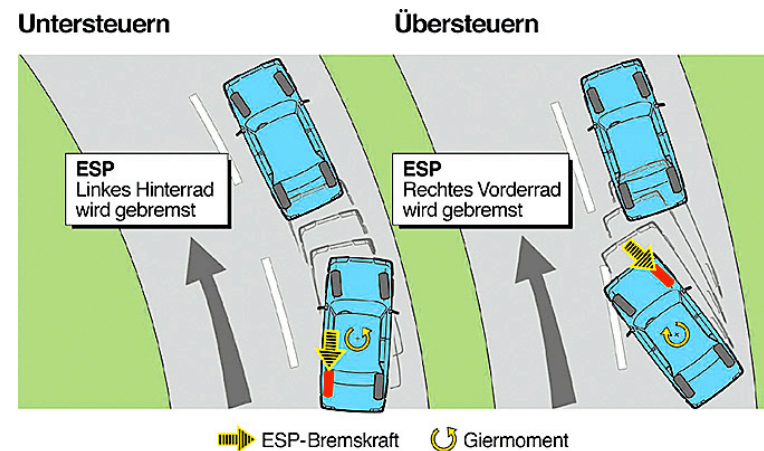 Untersteuern
Übersteuern
ESP
Linkes Hinterrad
wird gebremst
ESP
Rechtes Vorderrad
wird gebremst
ESP-Bremskraft
Giermoment